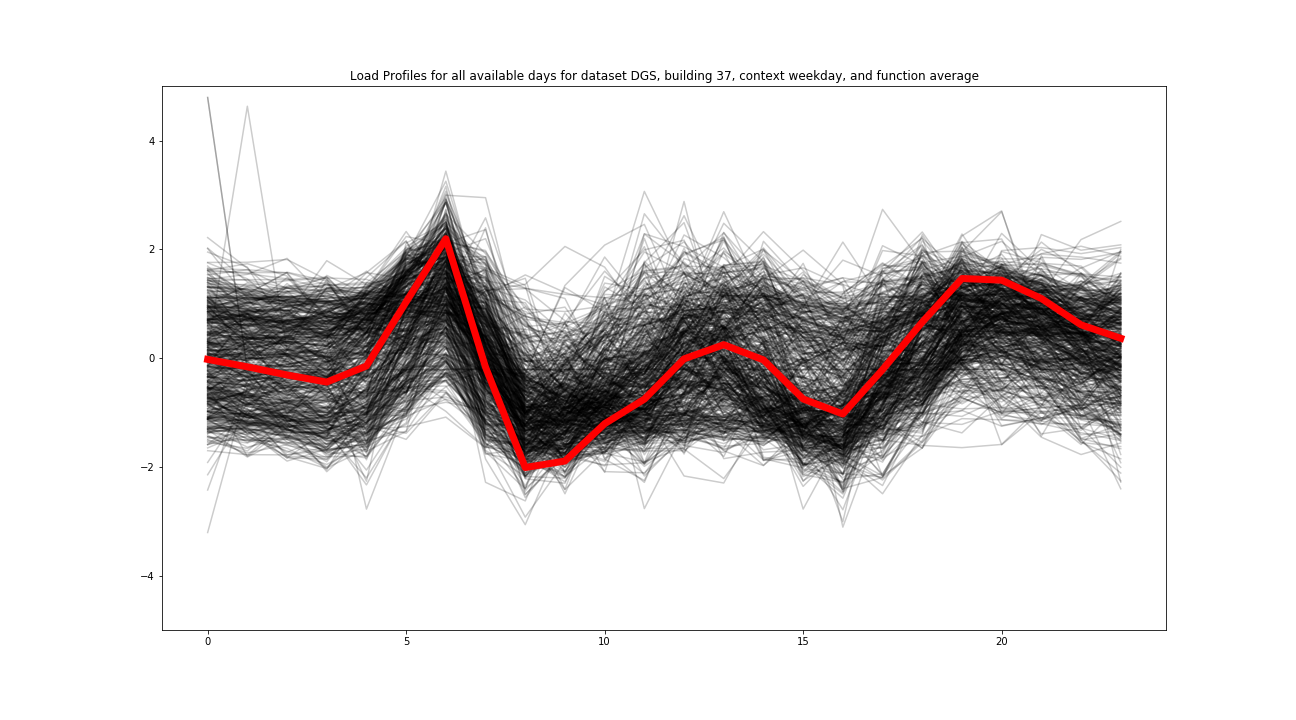 Load Profiles for all available days for dataset DGS, building 37, context weekday, and function average
4
2
0
−2
−4
0 5 10 15 20